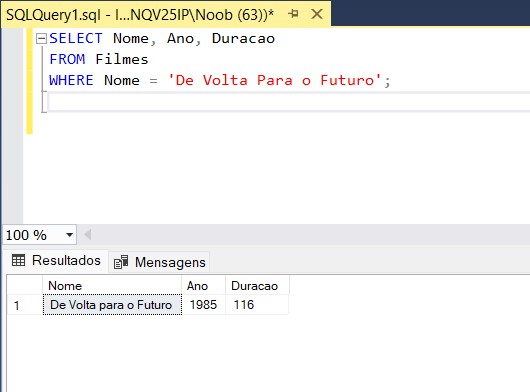 SQLQuery1.sql - I...NQV25IP\Noob (63))*
SELECT Nome, Ano, Duracao
FROM Filmes
WHERE Nome = 'De Volta Para o Futuro';
100 %
Resultados Mensagens
Nome Ano Duracao
1 De Volta para o Futuro 1985 116